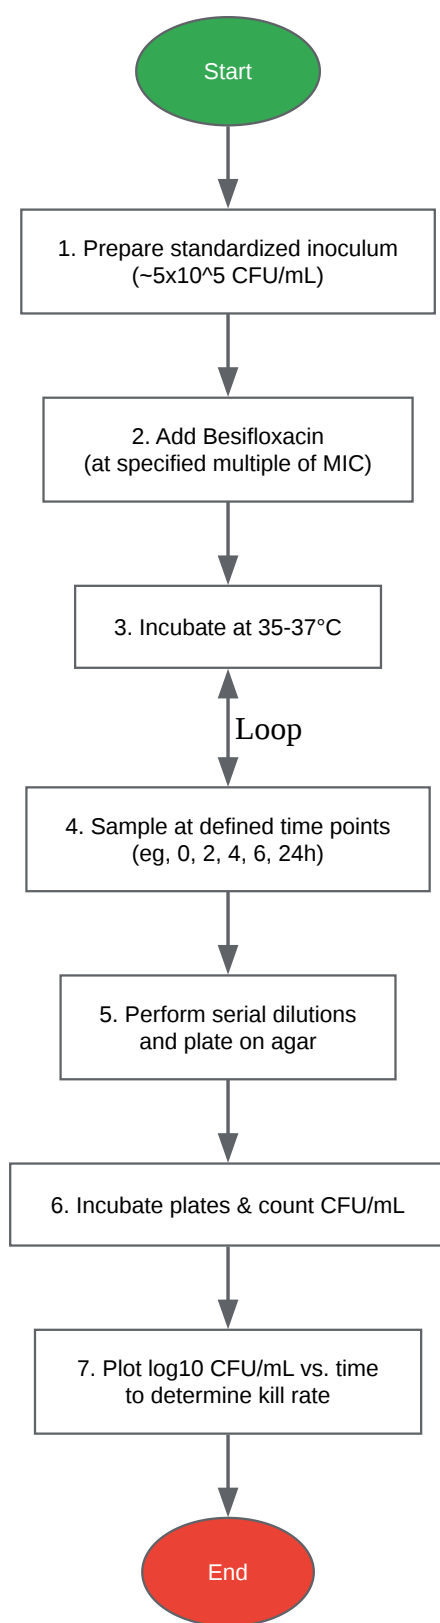 Start
1. Prepare standardized inoculum
(~5x10^5 CFU/mL)
2. Add Besifloxacin
(at specified multiple of MIC)
3. Incubate at 35-37°C
Loop
4. Sample at defined time points
(eg, 0, 2, 4, 6, 24h)
5. Perform serial dilutions
and plate on agar
6. Incubate plates & count CFU/mL
7. Plot log10 CFU/mL vs. time
to determine kill rate
End